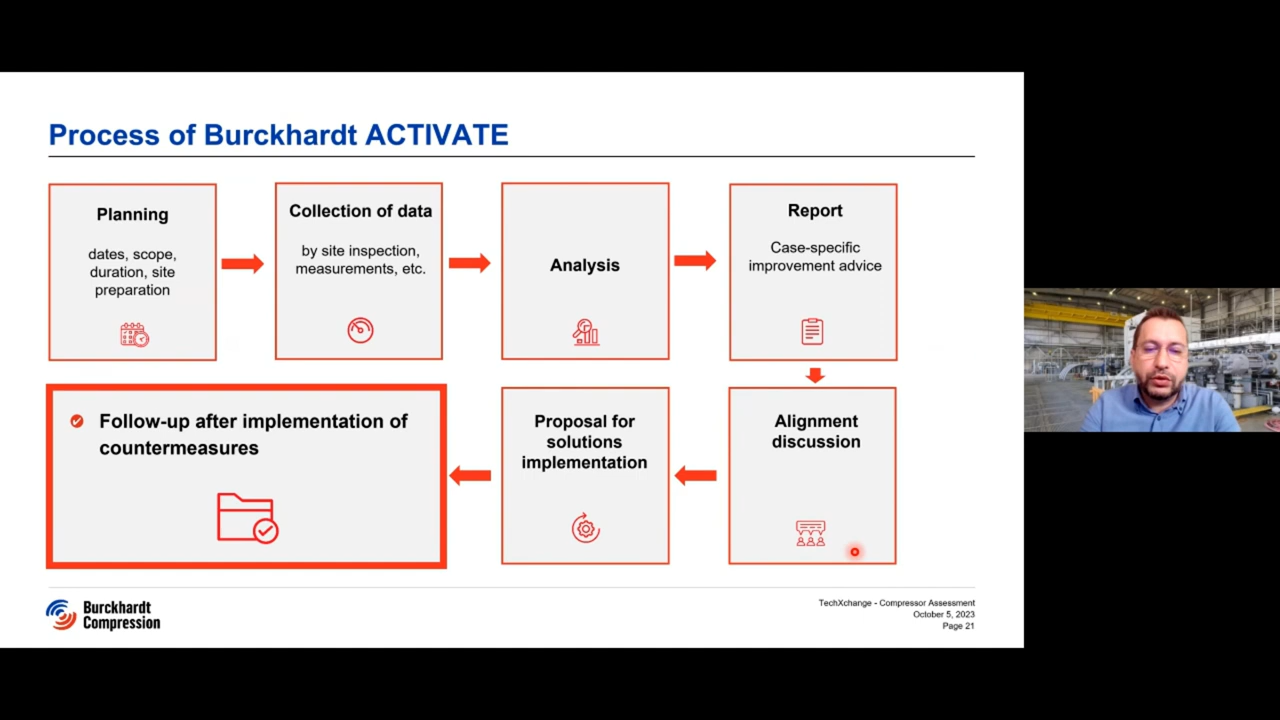 Process of Burckhardt ACTIVATE
Planning
dates, scope,
duration, site
preparation
Collection of data
by site inspection,
measurements, etc.
Analysis
Report
Case-specific
improvement advice
Alignment
discussion
Proposal for
solutions
implementation
Follow-up after implementation of
countermeasures
Burckhardt
Compression
TechXchange - Compressor Assessment
October 5, 2023
Page 21